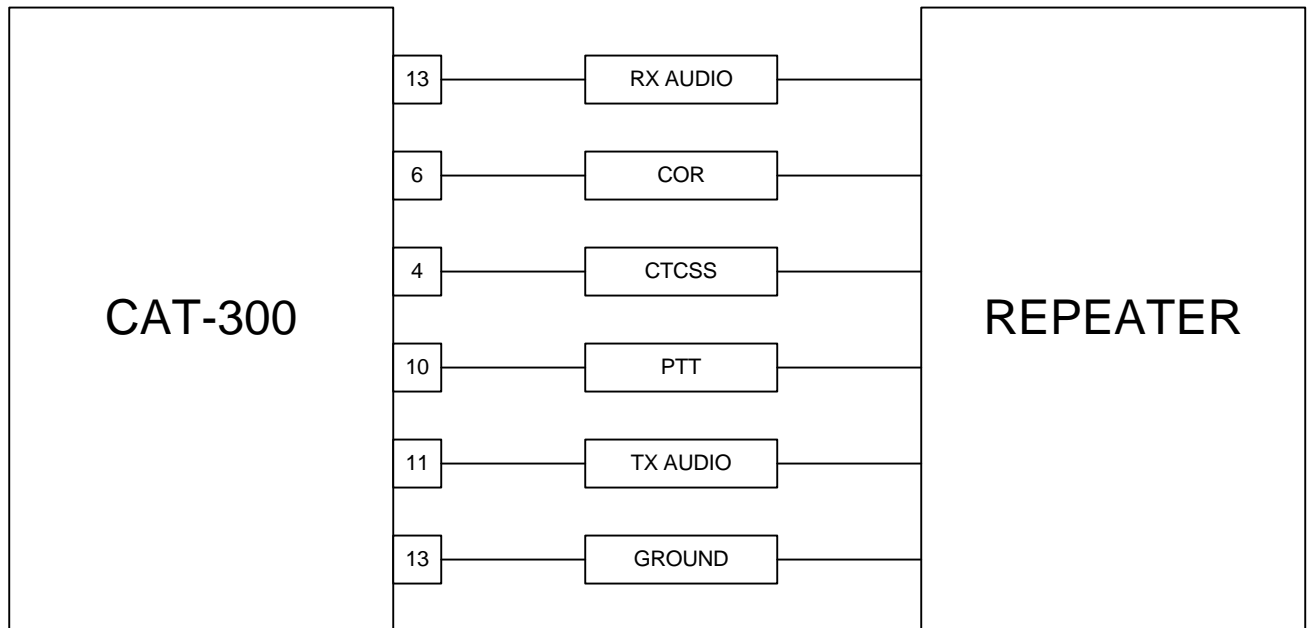 13 RX AUDIO
6 COR
4 CTCSS
CAT-300 REPEATER
10 PTT
11 TX AUDIO
13 GROUND